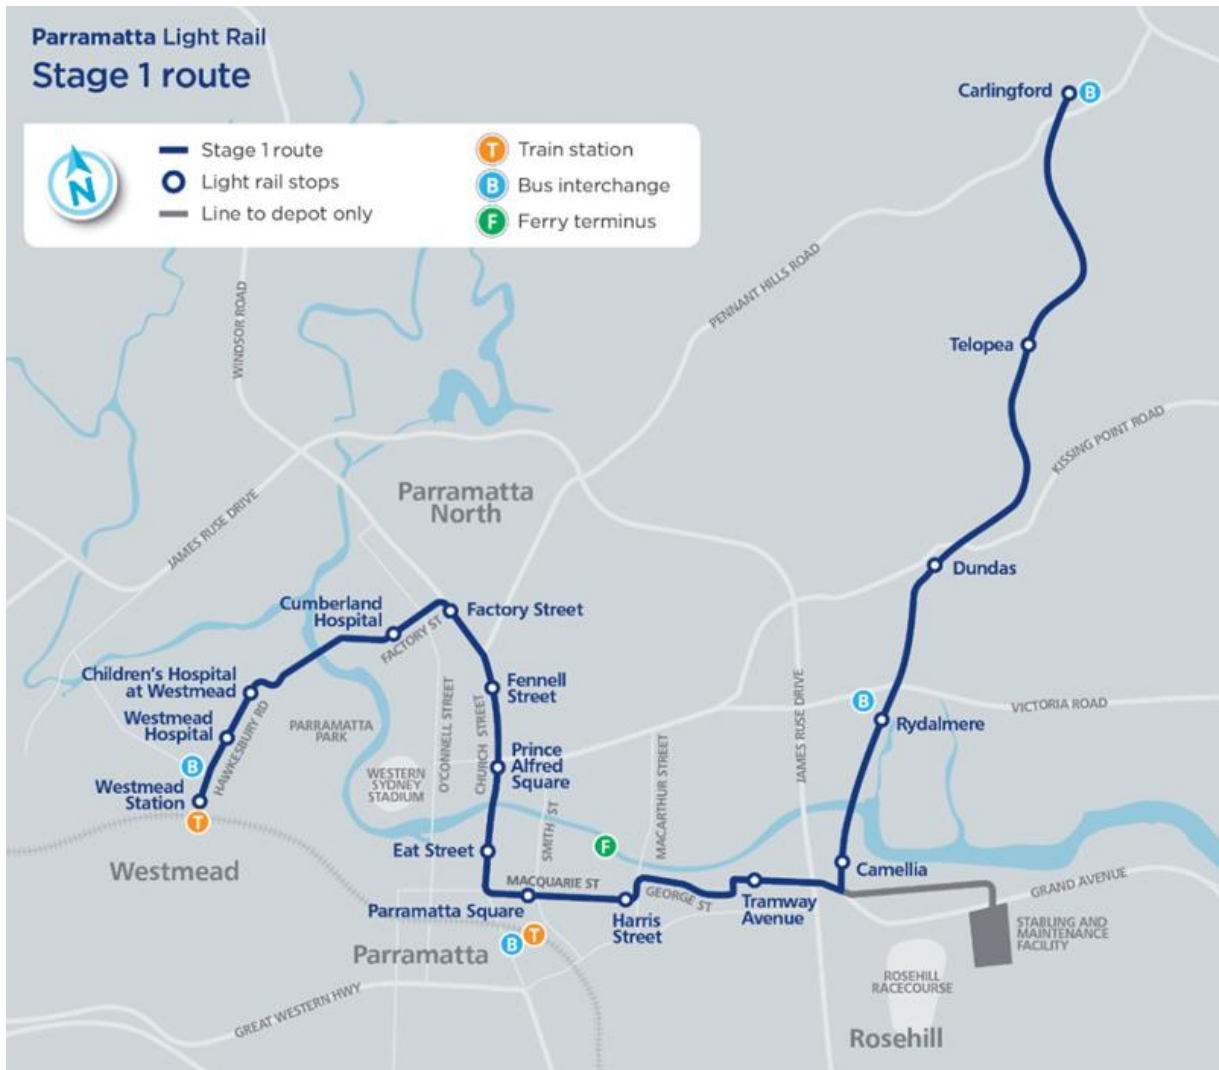 Parramatta Light Rail
Stage 1 route
N
Stage 1 route
Light rail stops
Line to depot only
T Train station
B Bus interchange
F Ferry terminus
Carlingford B
WINDSOR ROAD
PENNANT HILLS ROAD
Telopea
KISSING POINT ROAD
Parramatta
North
JAMES RUSE DRIVE
Dundas
Cumberland
Hospital
Factory Street
FACTORY ST
Children's Hospital
at Westmead
Fennell
Street
Westmead
Hospital
HAWKESBURY RD
PARRAMATTA
PARK
O'CONNELL STREET
CHURCH STREET
JAMES RUSE DRIVE
B
Rydalmere
VICTORIA ROAD
B
Westmead
Station
T
WESTERN
SYDNEY
STADIUM
Prince
Alfred
Square
SMITH ST
MACARTHUR STREET
F
Westmead
Eat Street
Camellia
MACQUARIE ST
GEORGE ST
GRAND AVENUE
Parramatta Square
Harris
Street
Tramway
Avenue
STABLING AND
MAINTENANCE
FACILITY
B T
Parramatta
ROSEHILL
RACECOURSE
GREAT WESTERN HWY
Rosehill